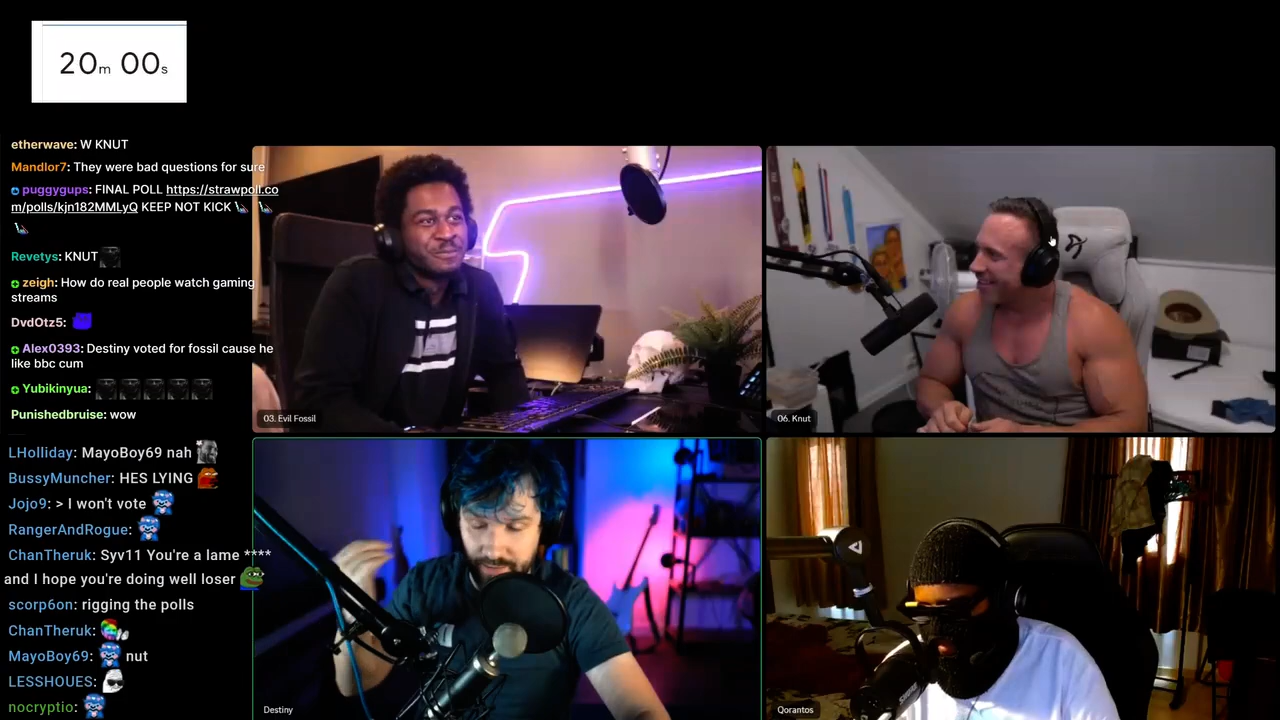 20m 00s
etherwave: W KNUT
Mandlor7: They were bad questions for sure
puggygups: FINAL POLL https://strawpoll.co
m/polls/kjn182MMLyQ KEEP NOT KICK
Revetys: KNUT
zeigh: How do real people watch gaming
streams
DvdOtz5:
Alex0393: Destiny voted for fossil cause he
like bbc cum
Yubikinyua:
Punishedbruise: wow
LHolliday: MayoBoy69 nah
BussyMuncher: HES LYING
Jojo9: > I won't vote
RangerAndRogue:
ChanTheruk: Syv11 You're a lame ****
and I hope you're doing well loser
scorp6on: rigging the polls
ChanTheruk:
MayoBoy69: nut
LESSHOUES:
nocryptio:
03. Evil Fossil
06. Knut
Destiny
Qorantos